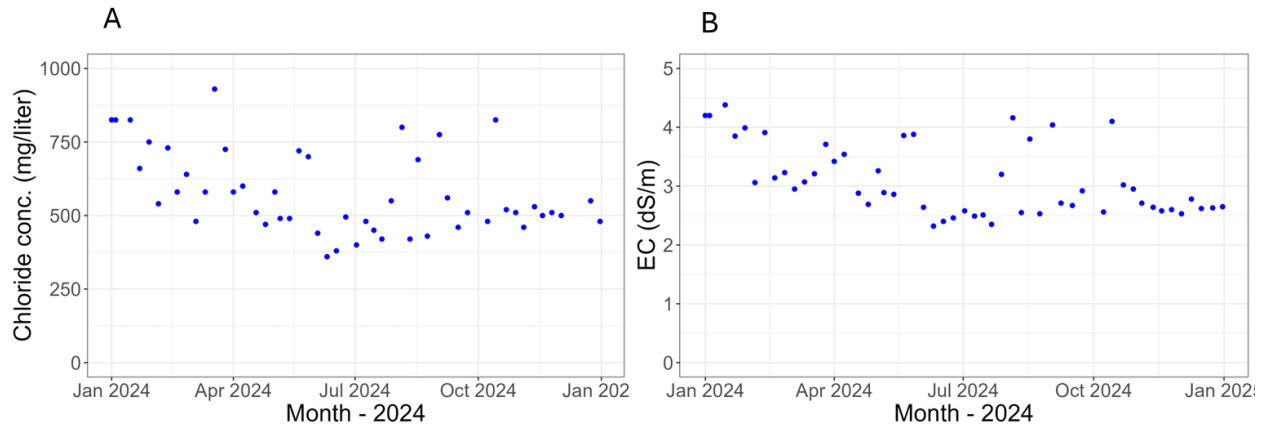 A
Chloride conc. (mg/liter)
1000
750
500
250
0
Jan 2024 Apr 2024 Jul 2024 Oct 2024 Jan 202
Month - 2024
B
EC (dS/m)
5
4
3
2
1
0
Jan 2024 Apr 2024 Jul 2024 Oct 2024 Jan 2025
Month - 2024